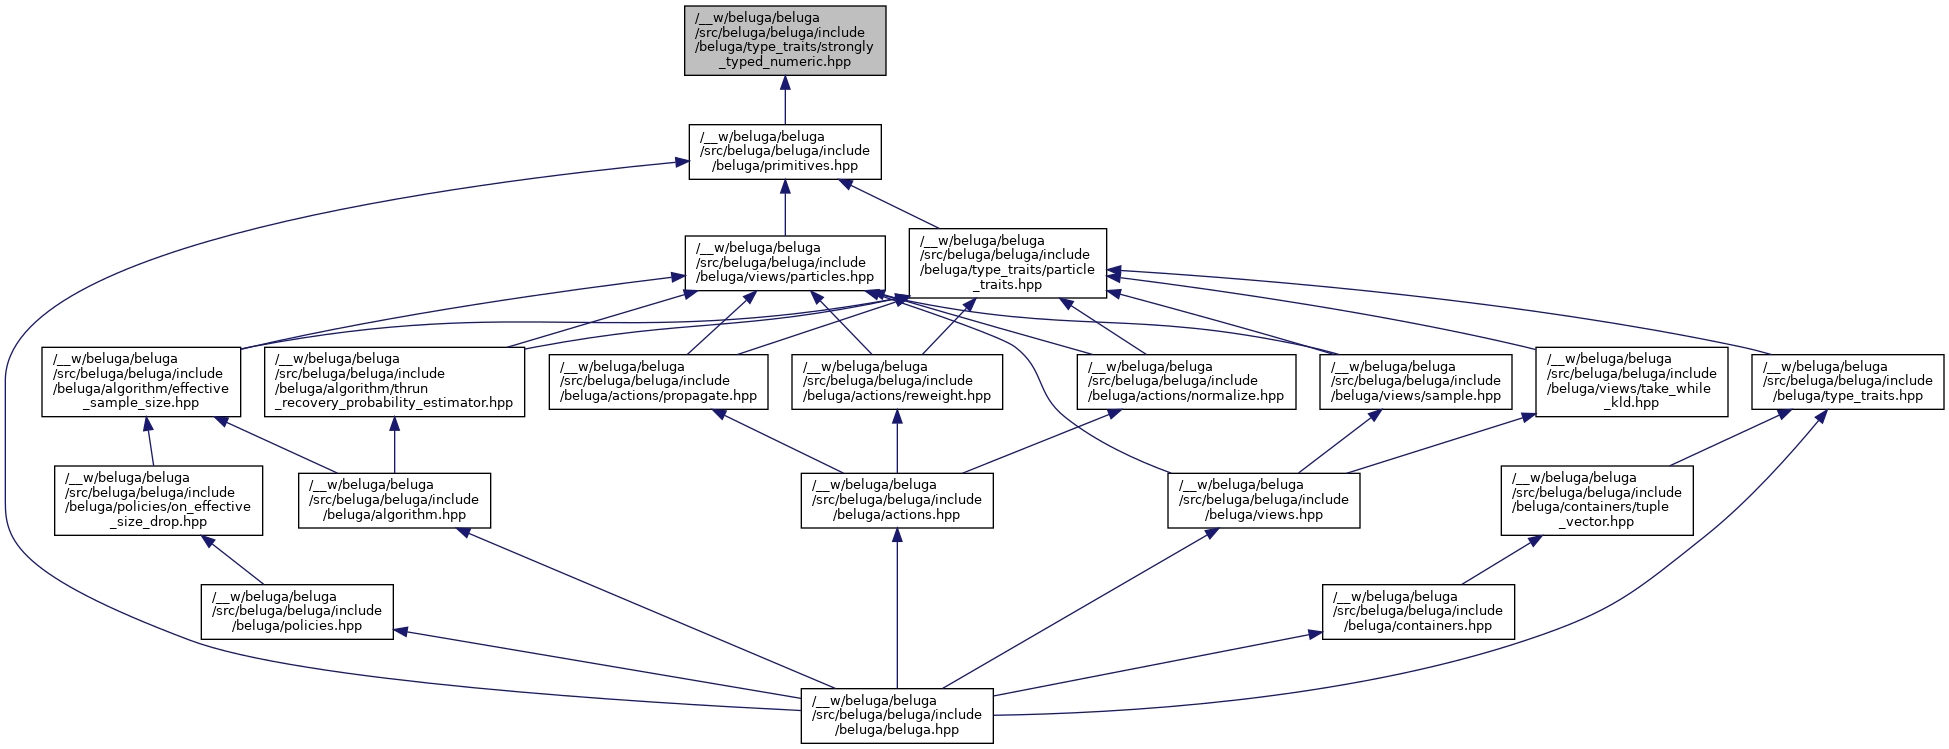 /__w/beluga/beluga
/src/beluga/beluga/include
/beluga/type_traits/strongly
_typed_numeric.hpp
/__w/beluga/beluga
/src/beluga/beluga/include
/beluga/primitives.hpp
/__w/beluga/beluga
/src/beluga/beluga/include
/beluga/views/particles.hpp
/__w/beluga/beluga
/src/beluga/beluga/include
/beluga/type_traits/particle
_traits.hpp
/__w/beluga/beluga
/src/beluga/beluga/include
/beluga/algorithm/effective
_sample_size.hpp
/__w/beluga/beluga
/src/beluga/beluga/include
/beluga/algorithm/thrun
_recovery_probability_estimator.hpp
/__w/beluga/beluga
/src/beluga/beluga/include
/beluga/actions/propagate.hpp
/__w/beluga/beluga
/src/beluga/beluga/include
/beluga/actions/reweight.hpp
/__w/beluga/beluga
/src/beluga/beluga/include
/beluga/actions/normalize.hpp
/__w/beluga/beluga
/src/beluga/beluga/include
/beluga/views/sample.hpp
/__w/beluga/beluga
/src/beluga/beluga/include
/beluga/views/take_while
_kld.hpp
/__w/beluga/beluga
/src/beluga/beluga/include
/beluga/type_traits.hpp
/__w/beluga/beluga
/src/beluga/beluga/include
/beluga/policies/on_effective
_size_drop.hpp
/__w/beluga/beluga
/src/beluga/beluga/include
/beluga/algorithm.hpp
/__w/beluga/beluga
/src/beluga/beluga/include
/beluga/actions.hpp
/__w/beluga/beluga
/src/beluga/beluga/include
/beluga/views.hpp
/__w/beluga/beluga
/src/beluga/beluga/include
/beluga/containers/tuple
_vector.hpp
/__w/beluga/beluga
/src/beluga/beluga/include
/beluga/policies.hpp
/__w/beluga/beluga
/src/beluga/beluga/include
/beluga/containers.hpp
/__w/beluga/beluga
/src/beluga/beluga/include
/beluga/beluga.hpp